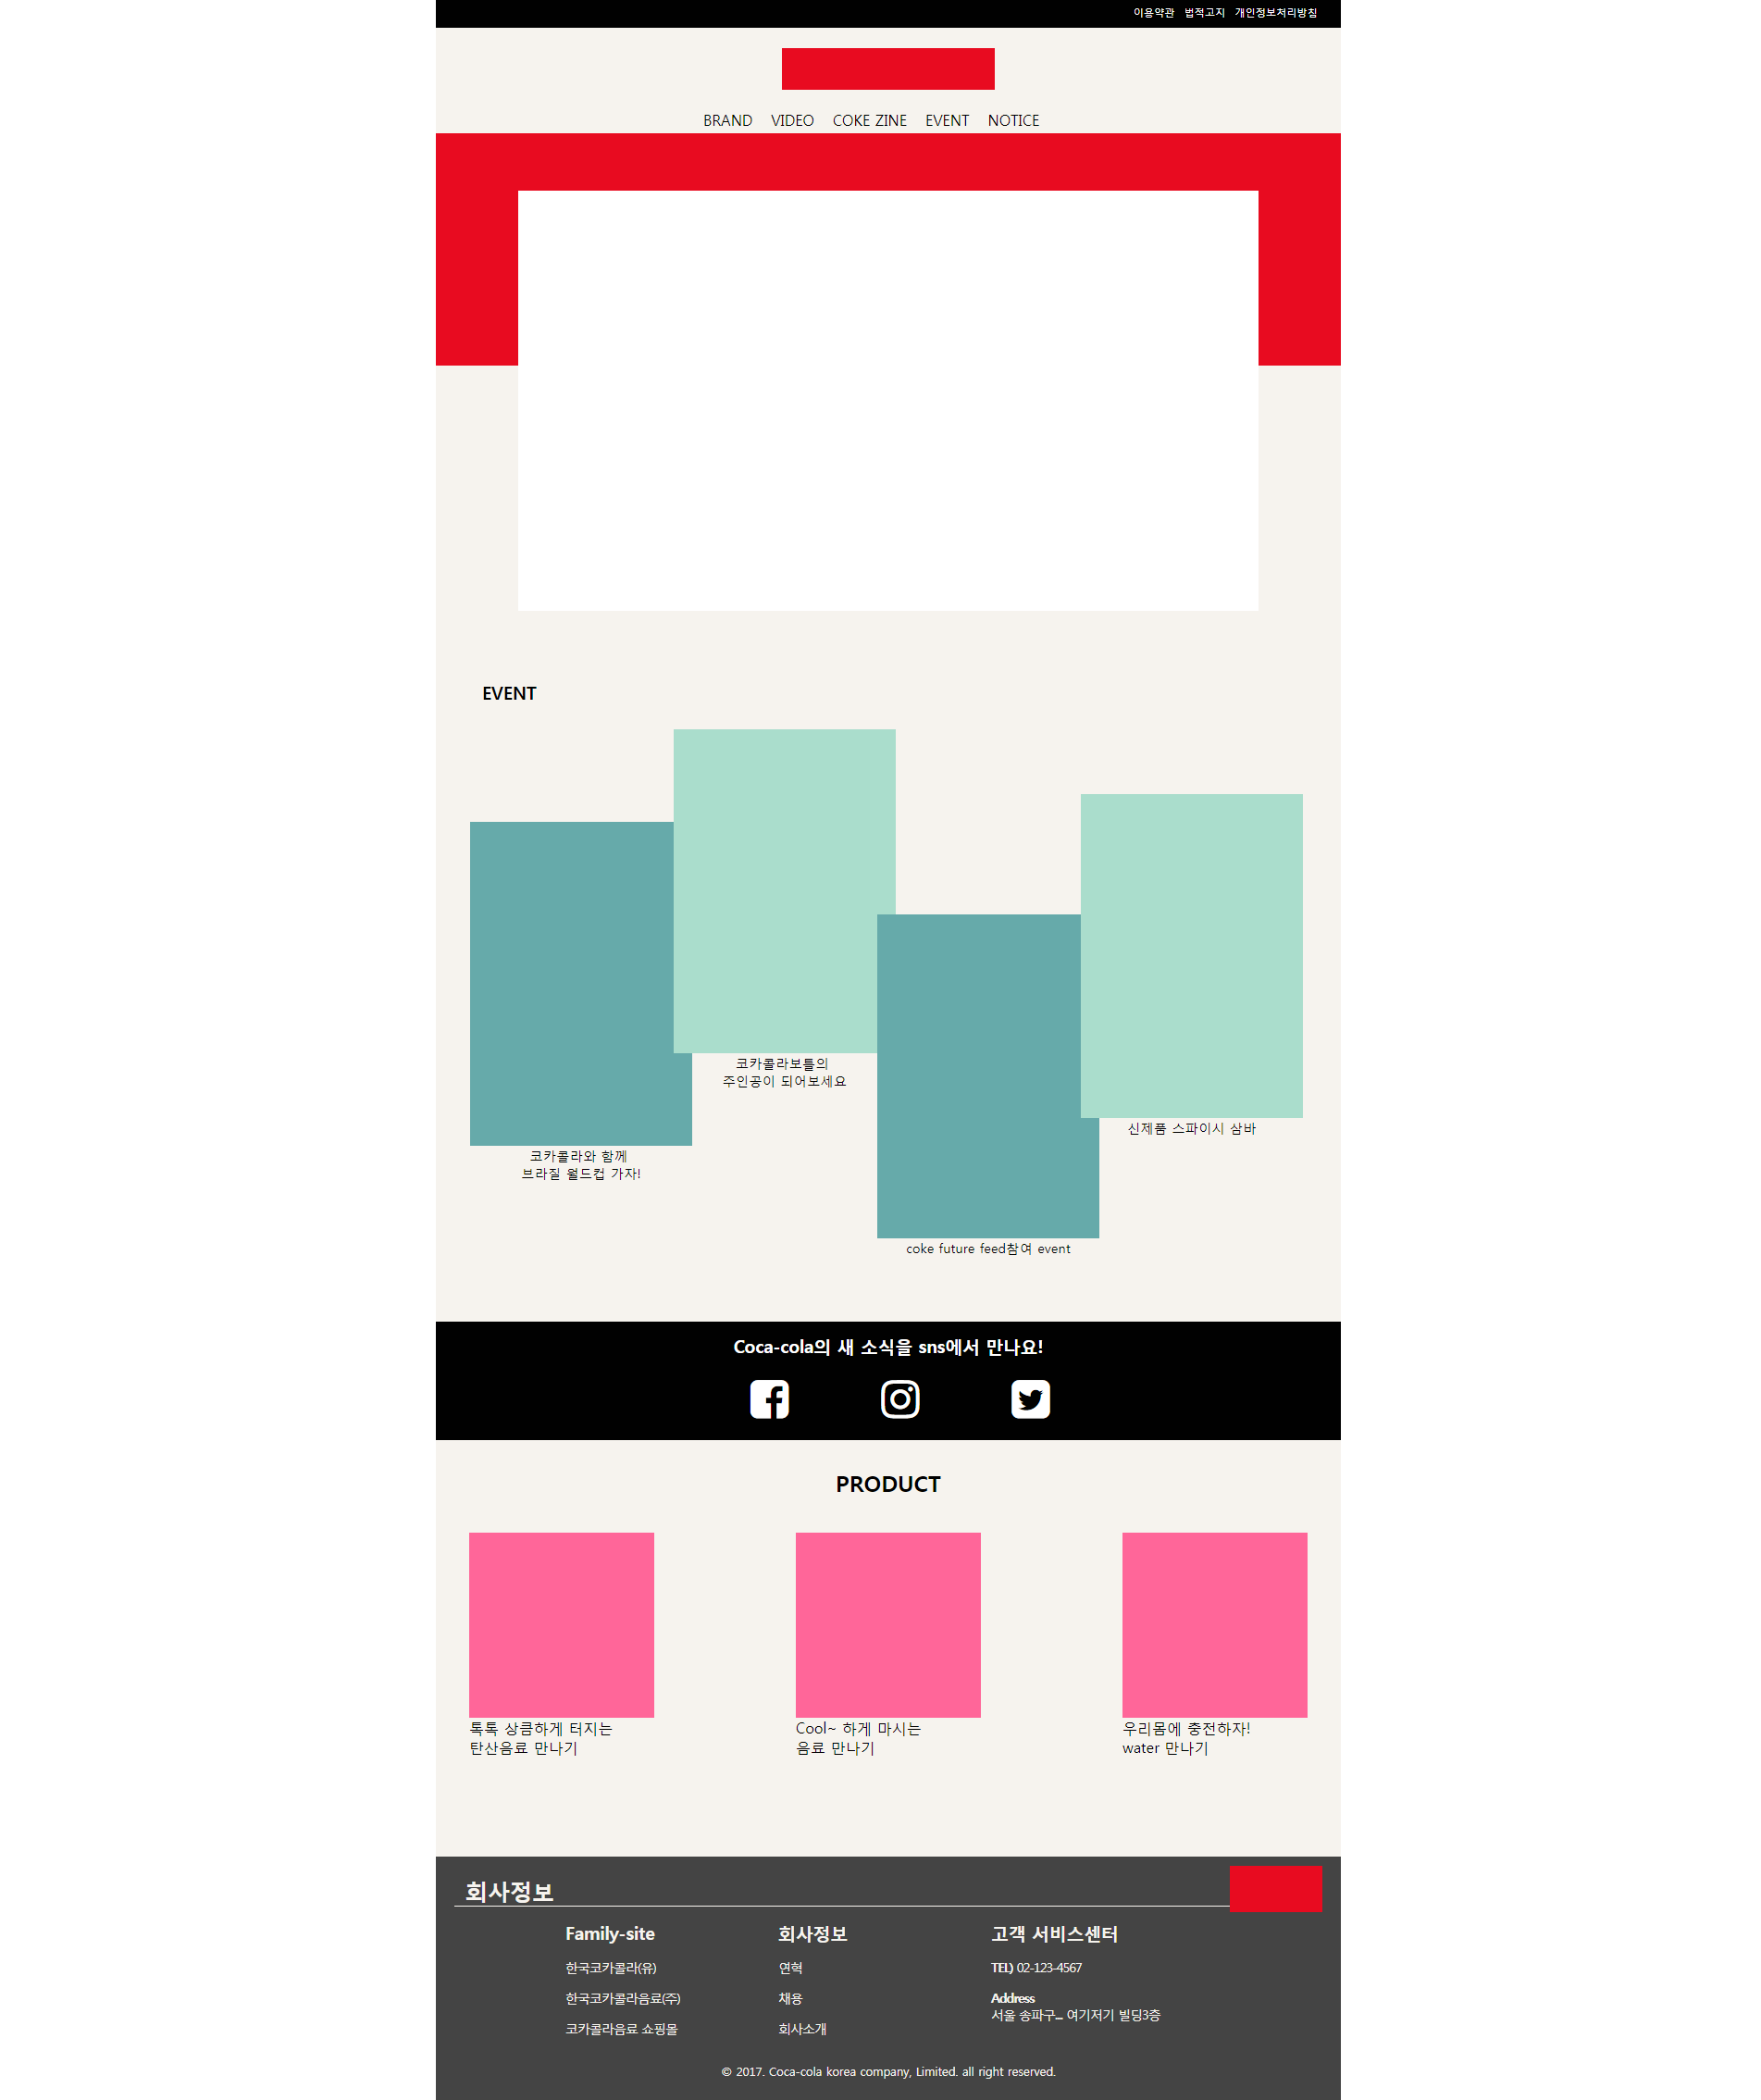 이용약관 법적고지 개인정보처리방침
BRAND VIDEO COKE ZINE EVENT NOTICE
EVENT
코카콜라와 함께
브라질 월드컵 가자!
코카콜라보틀의
주인공이 되어보세요
coke future feed참여 event
신제품 스파이시 삼바
Coca-cola의 새 소식을 sns에서 만나요!
PRODUCT
톡톡 상큼하게 터지는
탄산음료 만나기
Cool~ 하게 마시는
음료 만나기
우리몸에 충전하자!
water 만나기
회사정보
Family-site
한국코카콜라(유)
한국코카콜라음료(주)
코카콜라음료 쇼핑몰
회사정보
연혁
채용
회사소개
고객 서비스센터
TEL) 02-123-4567
Address
서울 송파구... 여기저기 빌딩3층
© 2017. Coca-cola korea company, Limited. all right reserved.